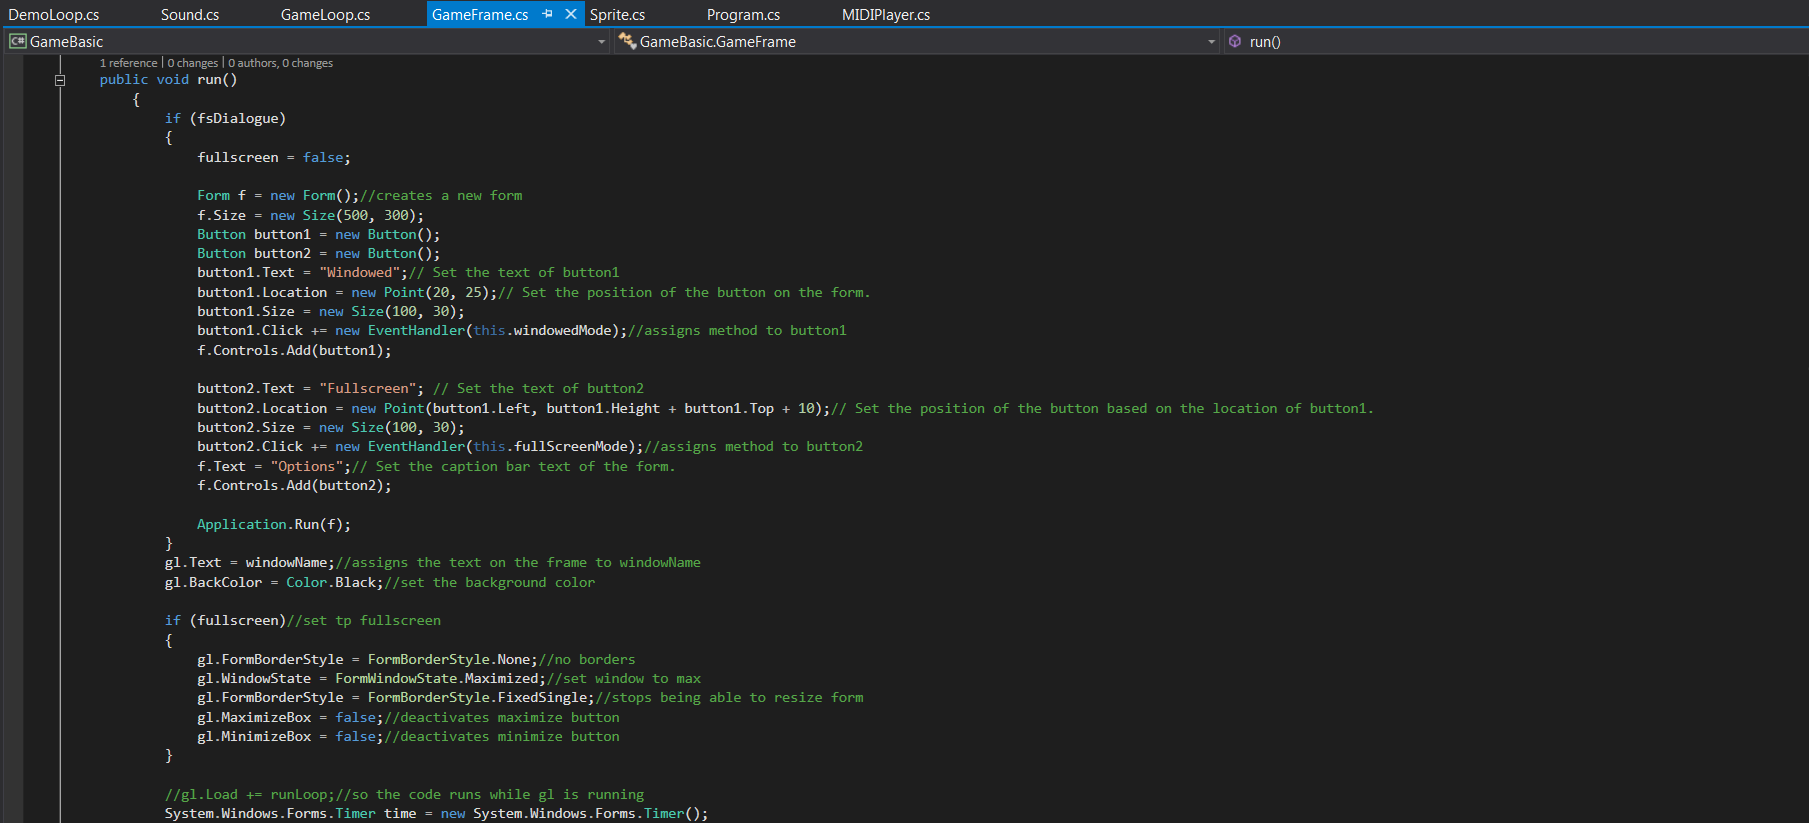 DemoLoop.cs Sound.cs GameLoop.cs GameFrame.cs Sprite.cs Program.cs MIDIPlayer.cs
C# GameBasic GameBasic.GameFrame run()
1 reference | 0 changes | 0 authors, 0 changes
public void run()
{
if (fsDialogue)
{
fullscreen = false;
Form f = new Form();//creates a new form
f.Size = new Size(500, 300);
Button button1 = new Button();
Button button2 = new Button();
button1.Text = "Windowed";// Set the text of button1
button1.Location = new Point(20, 25);// Set the position of the button on the form.
button1.Size = new Size(100, 30);
button1.Click += new EventHandler(this.windowedMode);//assigns method to button1
f.Controls.Add(button1);
button2.Text = "Fullscreen"; // Set the text of button2
button2.Location = new Point(button1.Left, button1.Height + button1.Top + 10);// Set the position of the button based on the location of button1.
button2.Size = new Size(100, 30);
button2.Click += new EventHandler(this.fullScreenMode);//assigns method to button2
f.Text = "Options";// Set the caption bar text of the form.
f.Controls.Add(button2);
Application.Run(f);
}
gl.Text = windowName;//assigns the text on the frame to windowName
gl.BackColor = Color.Black;//set the background color
if (fullscreen)//set tp fullscreen
{
gl.FormBorderStyle = FormBorderStyle.None;//no borders
gl.WindowState = FormWindowState.Maximized;//set window to max
gl.FormBorderStyle = FormBorderStyle.FixedSingle;//stops being able to resize form
gl.MaximizeBox = false;//deactivates maximize button
gl.MinimizeBox = false;//deactivates minimize button
}
//gl.Load += runLoop;//so the code runs while gl is running
System.Windows.Forms.Timer time = new System.Windows.Forms.Timer();